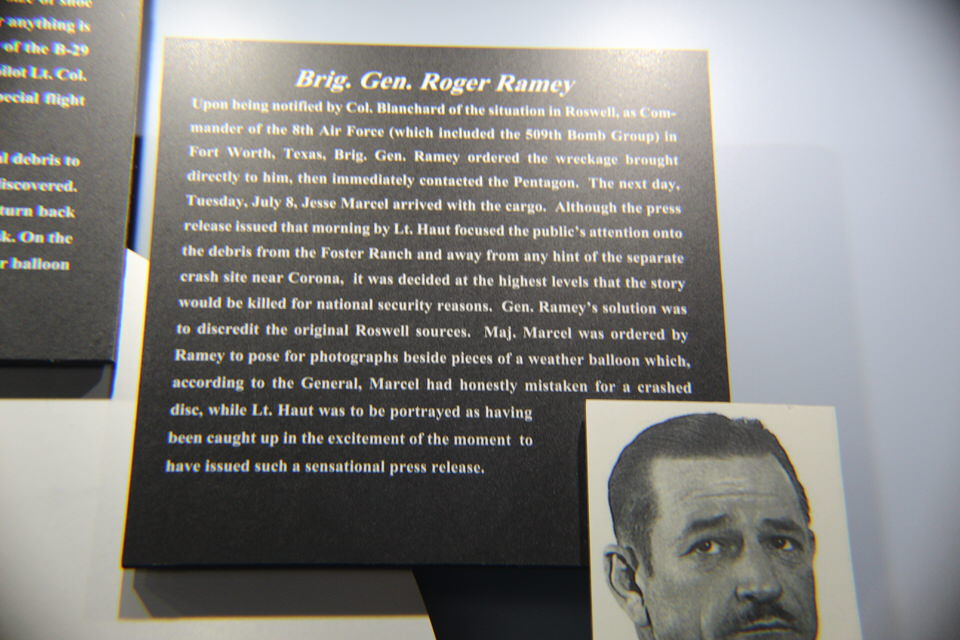 anything is
of the B-29
Lt. Col.
flight
debris to
turn back
On the
balloon
Brig. Gen. Roger Ramey
Upon being notified by Col. Blanchard of the situation in Roswell, as Com-
mander of the 8th Air Force (which included the 509th Bomb Group) in
Fort Worth, Texas, Brig. Gen. Ramey ordered the wreckage brought
directly to him, then immediately contacted the Pentagon. The next day,
Tuesday, July 8, Jesse Marcel arrived with the cargo. Although the press
release issued that morning by Lt. Haut focused the public's attention onto
the debris from the Foster Ranch and away from any hint of the separate
crash site near Corona, it was decided at the highest levels that the story
would be killed for national security reasons. Gen. Ramey's solution was
to discredit the original Roswell sources. Maj. Marcel was ordered by
Ramey to pose for photographs beside pieces of a weather balloon which,
according to the General, Marcel had honestly mistaken for a crashed
disc, while Lt. Haut was to be portrayed as having
been caught up in the excitement of the moment to
have issued such a sensational press release.